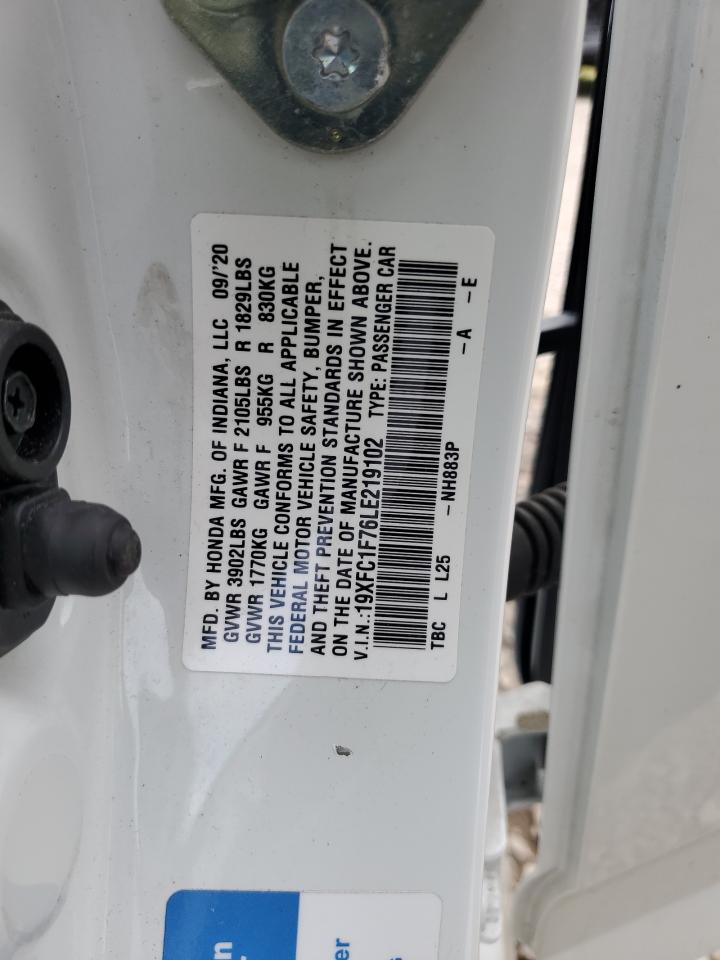 MFD. BY HONDA MFG. OF INDIANA, LLC 09/'20
GVWR 3902LBS GAWR F 2105LBS R 1829LBS
GVWR 1770KG GAWR F 955KG R 830KG
THIS VEHICLE CONFORMS TO ALL APPLICABLE
FEDERAL MOTOR VEHICLE SAFETY, BUMPER,
AND THEFT PREVENTION STANDARDS IN EFFECT
ON THE DATE OF MANUFACTURE SHOWN ABOVE.
V.I.N.:19XFC1F76LE219102 TYPE: PASSENGER CAR
TBC L L25 -NH883P -A -E